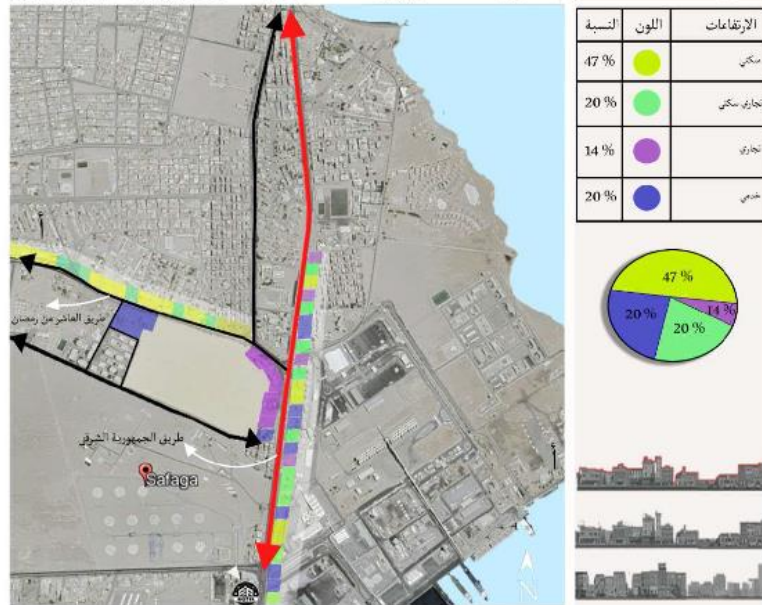 الارتفاعات اللون النسبة
سكني 47 %
تجاري سكني 20 %
تجاري 14 %
خدمي 20 %
47 %
14 %
20 %
20 %
أ
طريق العاشر من رمضان
طريق الجمهورية الشرقي
Safaga
أ
N
HOTEL